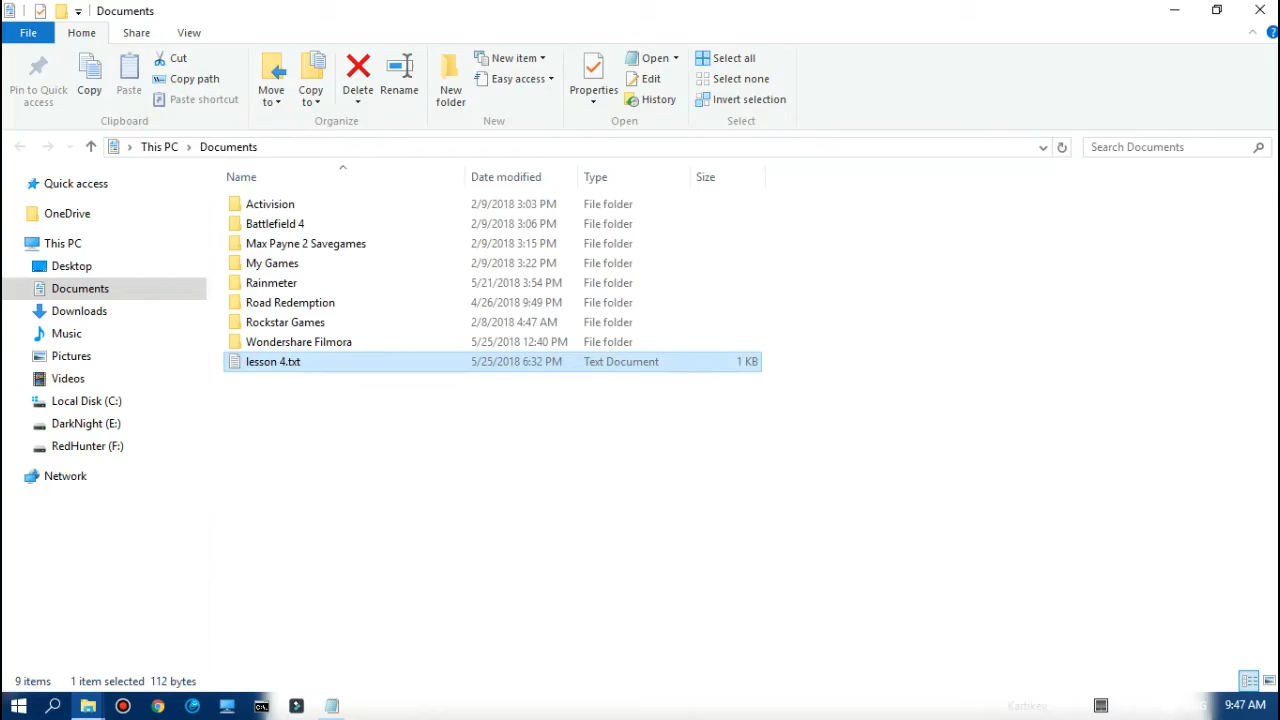 Documents
File Home Share View
Pin to Quick access
Copy
Paste
Cut
Copy path
Paste shortcut
Clipboard
Move to
Copy to
Delete
Rename
Organize
New folder
New item
Easy access
New
Properties
Open
Edit
History
Open
Select all
Select none
Invert selection
Select
This PC › Documents
Search Documents
Quick access
OneDrive
This PC
Desktop
Documents
Downloads
Music
Pictures
Videos
Local Disk (C:)
DarkNight (E:)
RedHunter (F:)
Network
Name Date modified Type Size
Activision 2/9/2018 3:03 PM File folder
Battlefield 4 2/9/2018 3:06 PM File folder
Max Payne 2 Savegames 2/9/2018 3:15 PM File folder
My Games 2/9/2018 3:22 PM File folder
Rainmeter 5/21/2018 3:54 PM File folder
Road Redemption 4/26/2018 9:49 PM File folder
Rockstar Games 2/8/2018 4:47 AM File folder
Wondershare Filmora 5/25/2018 12:40 PM File folder
lesson 4.txt 5/25/2018 6:32 PM Text Document 1 KB
9 items 1 item selected 112 bytes
Kartikey
9:47 AM